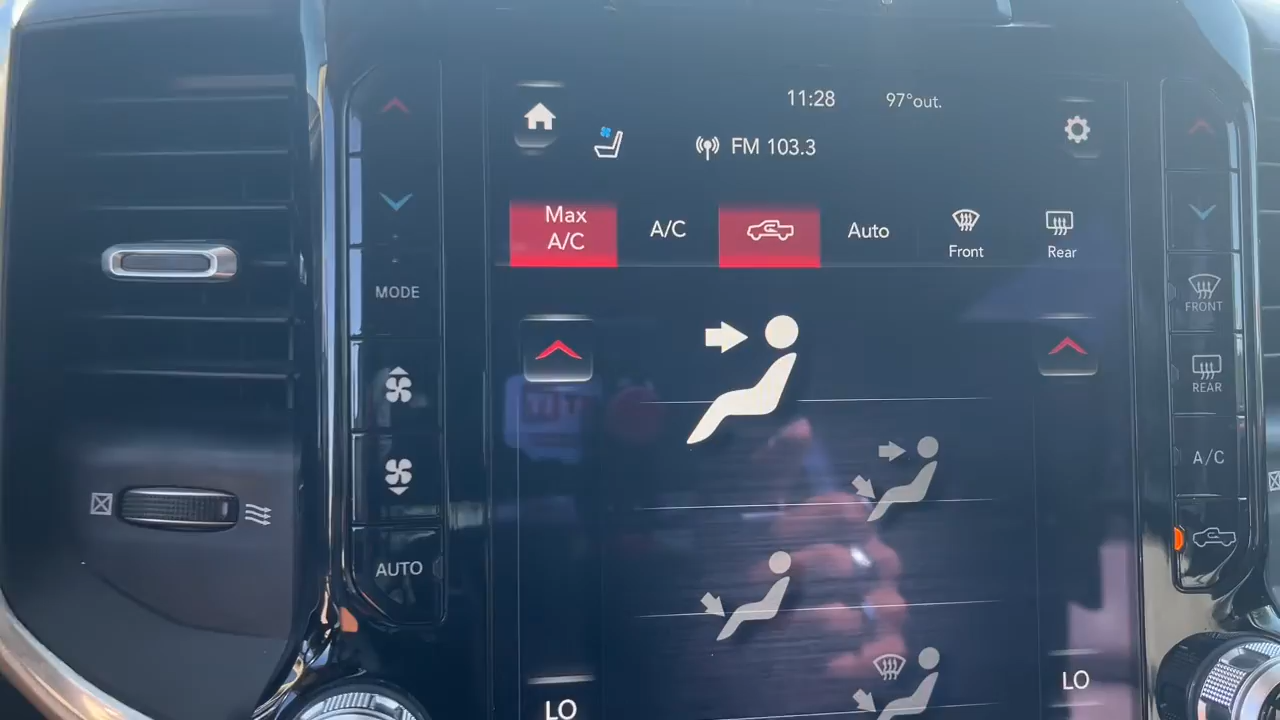 11:28
97°out.
FM 103.3
Max
A/C
A/C
Auto
Front
Rear
MODE
FRONT
REAR
A/C
AUTO
LO
LO